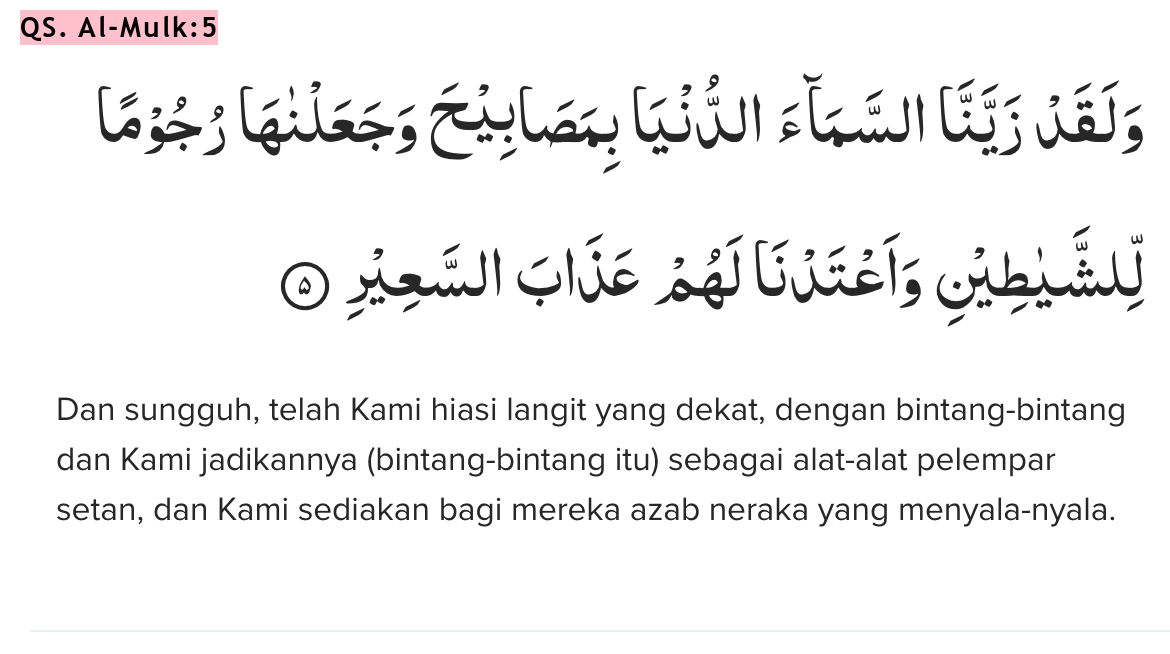 QS. Al-Mulk:5
وَلَقَدْ زَيَّنَّا السَّمَاۤءَ الدُّنْيَا بِمَصَابِيْحَ وَجَعَلْنٰهَا رُجُوْمًا
لِّلشَّيٰطِيْنِ وَاَعْتَدْنَا لَهُمْ عَذَابَ السَّعِيْرِ ۝٥
Dan sungguh, telah Kami hiasi langit yang dekat, dengan bintang-bintang
dan Kami jadikannya (bintang-bintang itu) sebagai alat-alat pelempar
setan, dan Kami sediakan bagi mereka azab neraka yang menyala-nyala.